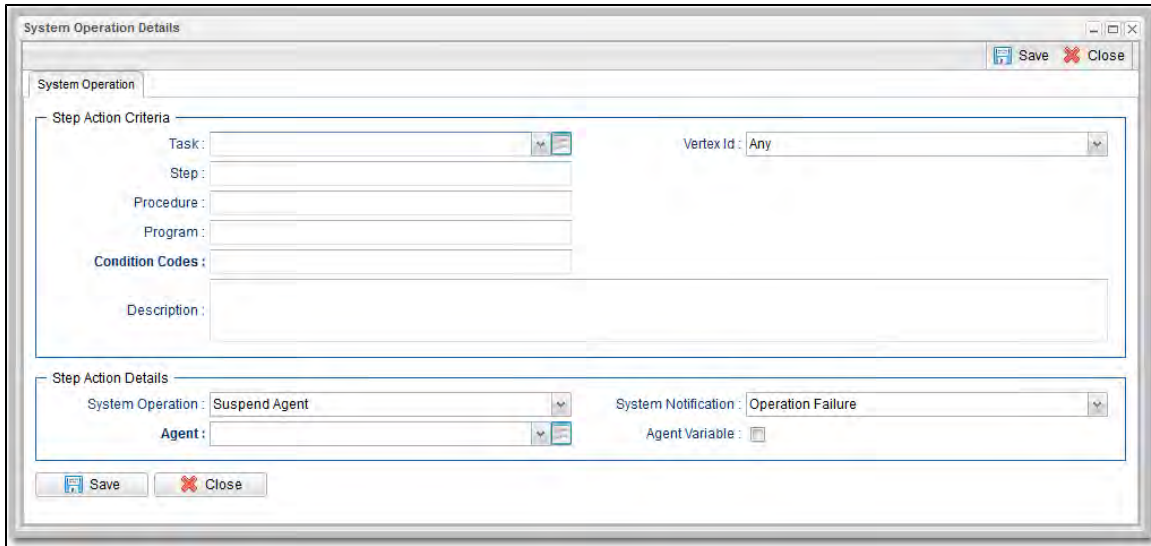 System Operation Details
Save Close
System Operation
Step Action Criteria
Task : Vertex Id : Any
Step :
Procedure :
Program :
Condition Codes :
Description :
Step Action Details
System Operation : Suspend Agent System Notification : Operation Failure
Agent : Agent Variable :
Save Close